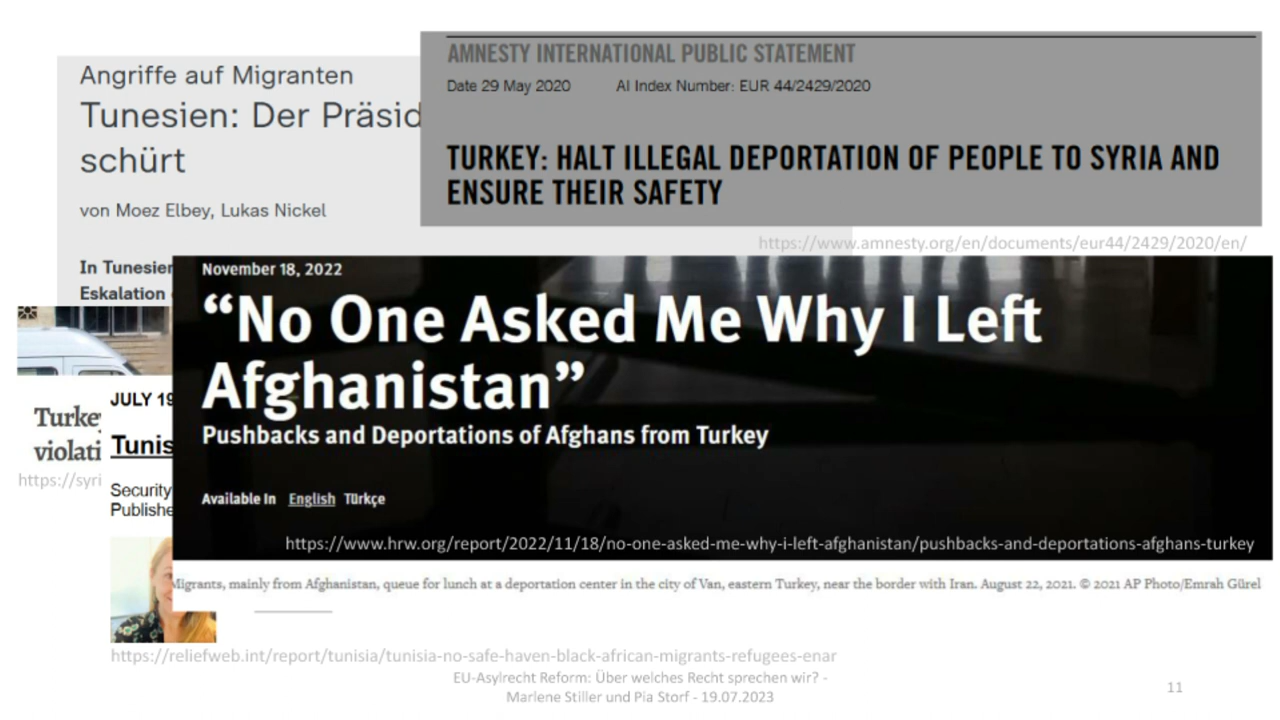 Angriffe auf Migranten
Tunesien: Der Präsid
schürt
von Moez Elbey, Lukas Nickel
In Tunesien
Eskalation
AMNESTY INTERNATIONAL PUBLIC STATEMENT
Date 29 May 2020 AI Index Number: EUR 44/2429/2020
TURKEY: HALT ILLEGAL DEPORTATION OF PEOPLE TO SYRIA AND
ENSURE THEIR SAFETY
https://www.amnesty.org/en/documents/eur44/2429/2020/en/
November 18, 2022
“No One Asked Me Why I Left
Afghanistan”
Pushbacks and Deportations of Afghans from Turkey
Available In English Türkçe
https://www.hrw.org/report/2022/11/18/no-one-asked-me-why-i-left-afghanistan/pushbacks-and-deportations-afghans-turkey
Migrants, mainly from Afghanistan, queue for lunch at a deportation center in the city of Van, eastern Turkey, near the border with Iran. August 22, 2021. © 2021 AP Photo/Emrah Gürel
Turkey
violati
https://syri
JULY 19
Tunis
Security
Publishe
https://reliefweb.int/report/tunisia/tunisia-no-safe-haven-black-african-migrants-refugees-enar
EU-Asylrecht Reform: Über welches Recht sprechen wir? -
Marlene Stiller und Pia Storf - 19.07.2023
11